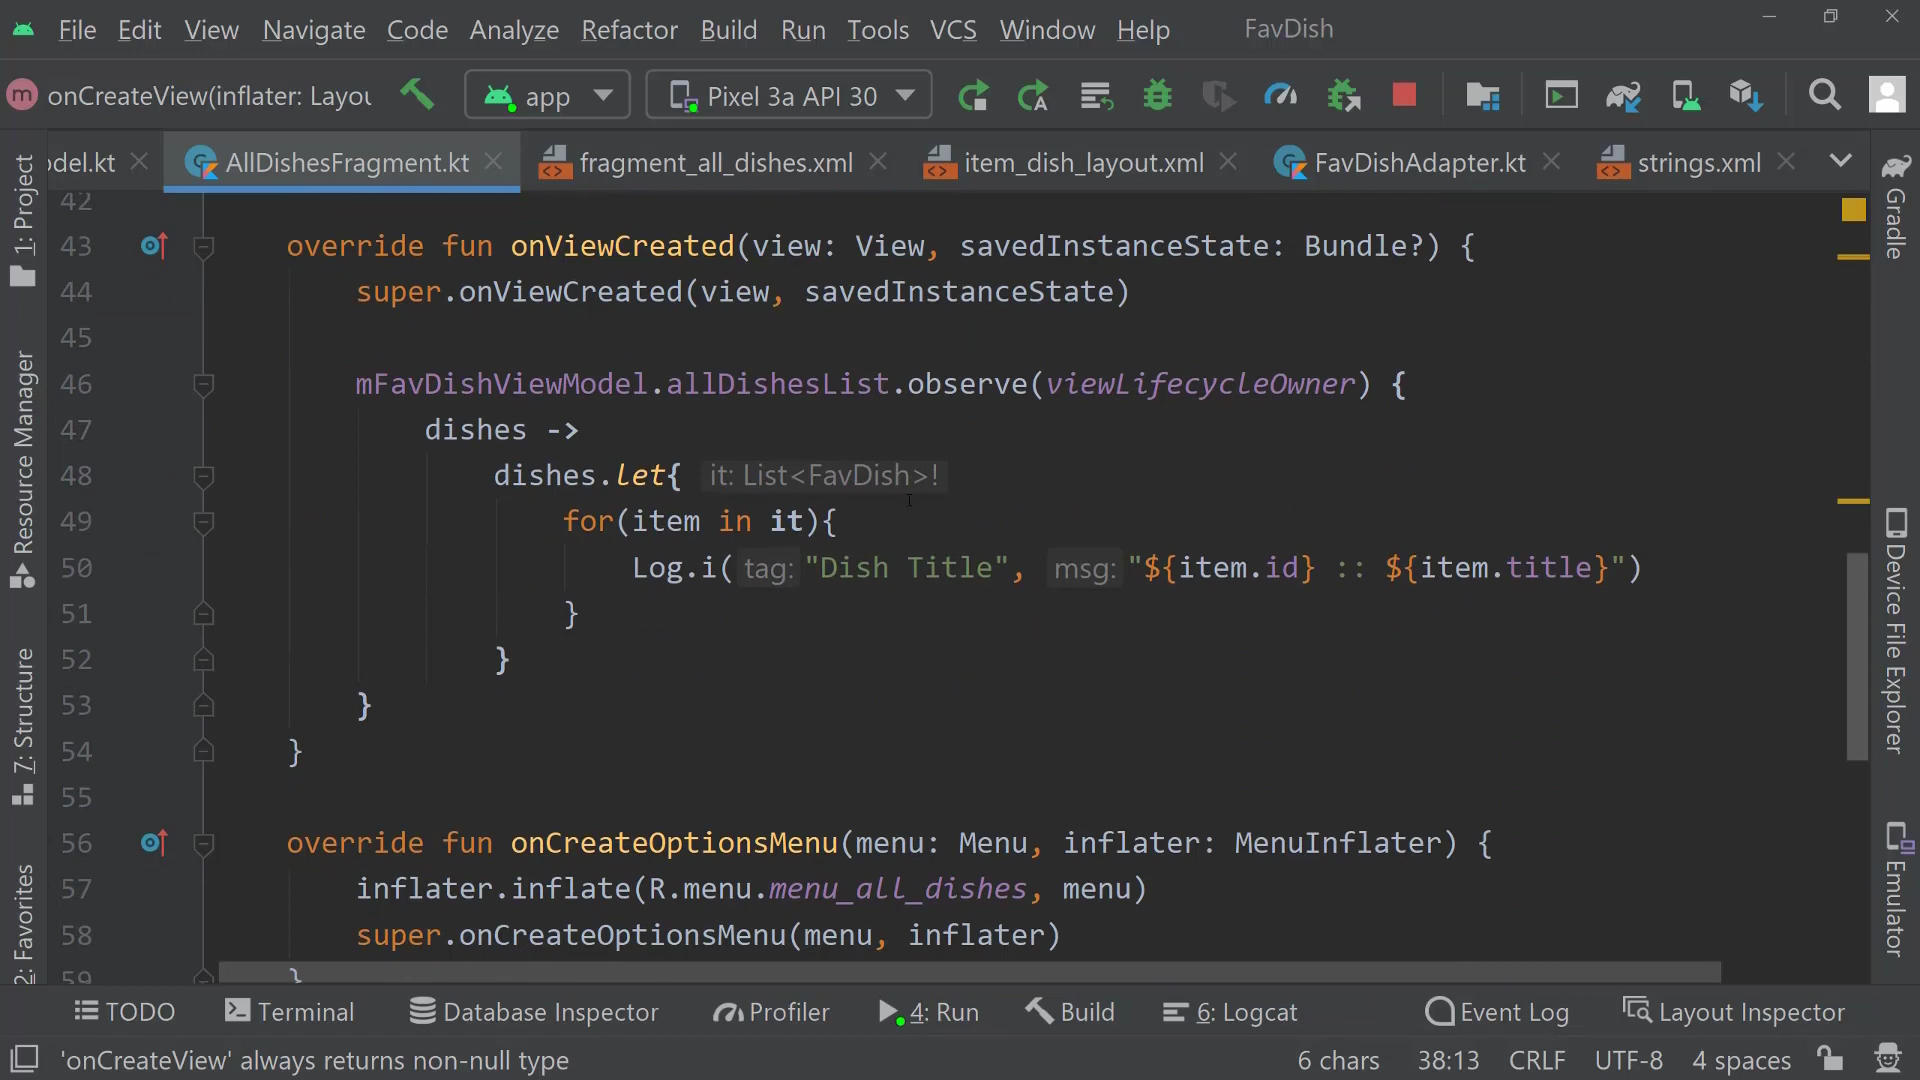 File Edit View Navigate Code Analyze Refactor Build Run Tools VCS Window Help FavDish
m onCreateView(inflater: Layou app Pixel 3a API 30
odel.kt AllDishesFragment.kt fragment_all_dishes.xml item_dish_layout.xml FavDishAdapter.kt strings.xml
1: Project
Resource Manager
7: Structure
2: Favorites
42
43 override fun onViewCreated(view: View, savedInstanceState: Bundle?) {
44 super.onViewCreated(view, savedInstanceState)
45
46 mFavDishViewModel.allDishesList.observe(viewLifecycleOwner) {
47 dishes ->
48 dishes.let{ it: List<FavDish>!
49 for(item in it){
50 Log.i( tag: "Dish Title", msg: "${item.id} :: ${item.title}")
51 }
52 }
53 }
54 }
55
56 override fun onCreateOptionsMenu(menu: Menu, inflater: MenuInflater) {
57 inflater.inflate(R.menu.menu_all_dishes, menu)
58 super.onCreateOptionsMenu(menu, inflater)
59 }
Gradle
Device File Explorer
Emulator
TODO Terminal Database Inspector Profiler 4: Run Build 6: Logcat Event Log Layout Inspector
'onCreateView' always returns non-null type 6 chars 38:13 CRLF UTF-8 4 spaces